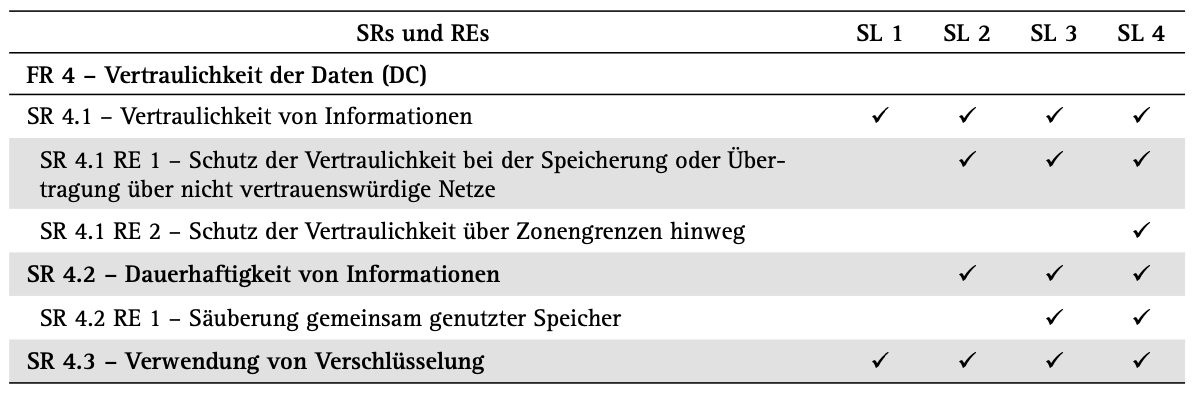 SRs und REs SL 1 SL 2 SL 3 SL 4
FR 4 – Vertraulichkeit der Daten (DC)
SR 4.1 – Vertraulichkeit von Informationen ✓ ✓ ✓ ✓
SR 4.1 RE 1 – Schutz der Vertraulichkeit bei der Speicherung oder Über- ✓ ✓ ✓
tragung über nicht vertrauenswürdige Netze
SR 4.1 RE 2 – Schutz der Vertraulichkeit über Zonengrenzen hinweg ✓
SR 4.2 – Dauerhaftigkeit von Informationen ✓ ✓ ✓
SR 4.2 RE 1 – Säuberung gemeinsam genutzter Speicher ✓ ✓
SR 4.3 – Verwendung von Verschlüsselung ✓ ✓ ✓ ✓